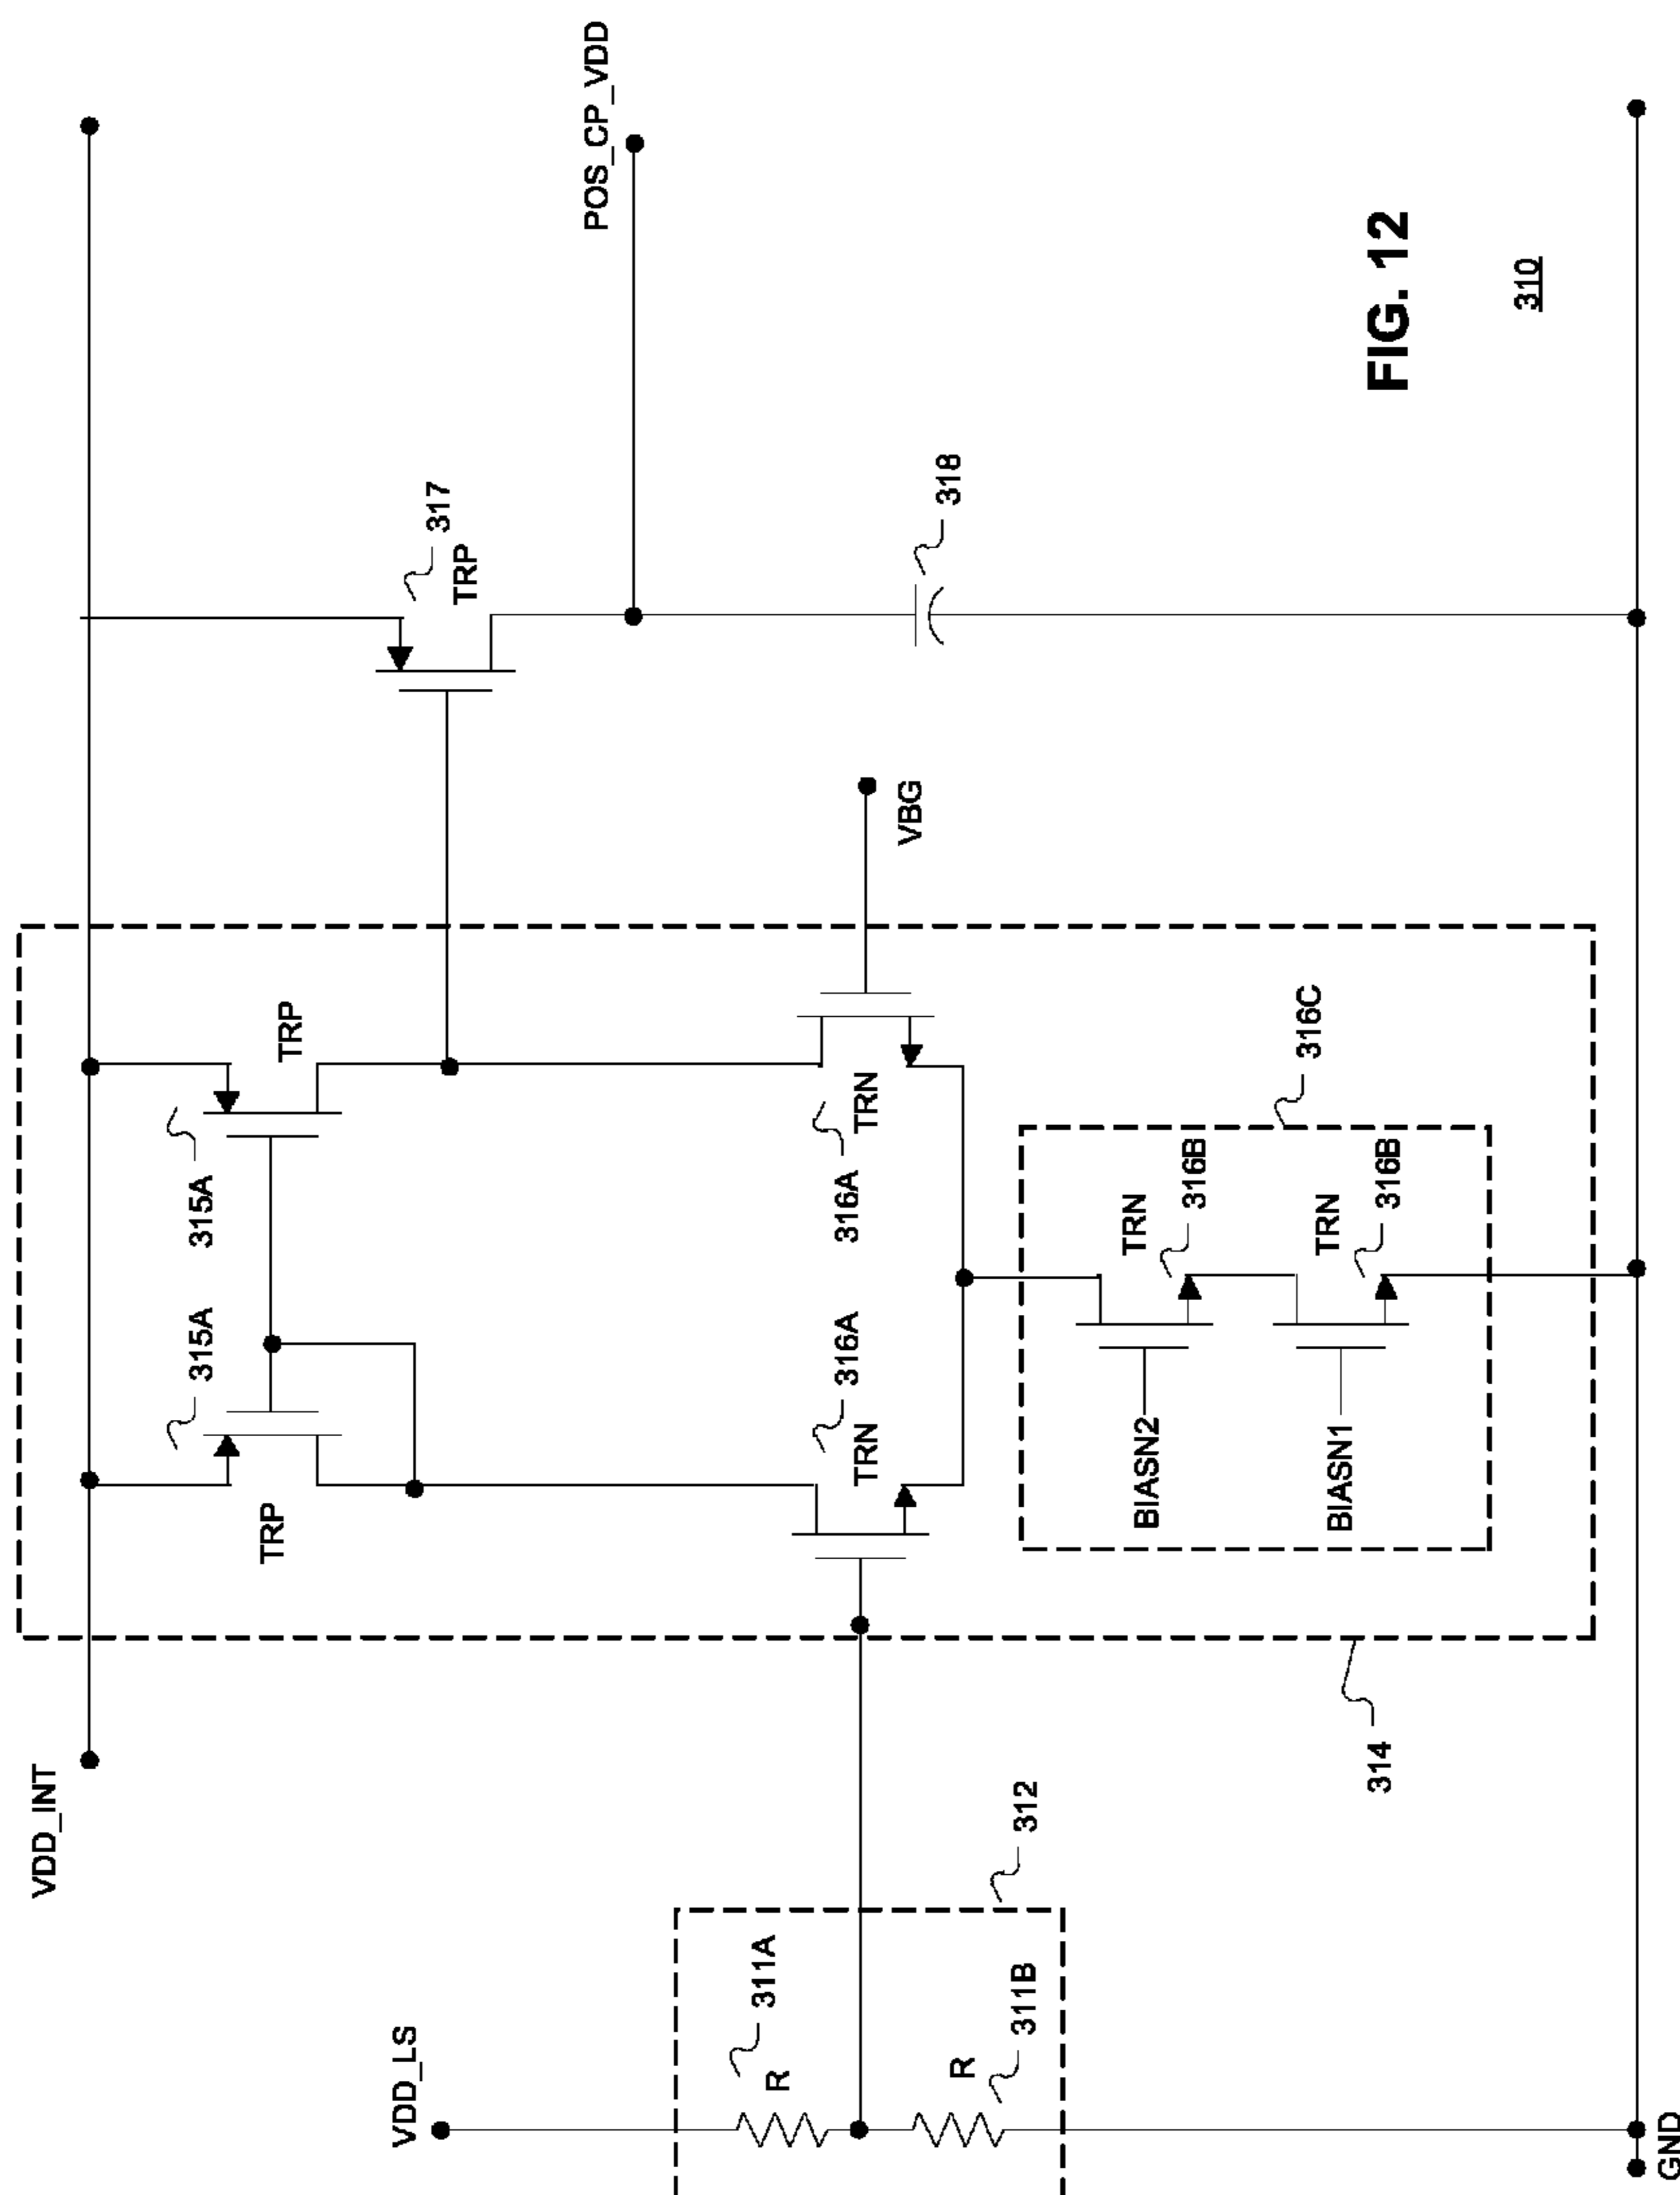 VDD_INT
VDD_LS
312
311A
R
R
311B
GND
314
315A
315A
TRP
TRP
316A
316A
TRN
TRN
316C
BIASN2
TRN
316B
BIASN1
TRN
316B
VBG
317
TRP
318
POS_CP_VDD
FIG. 12
310